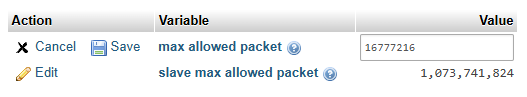 Action Variable Value
Cancel Save max allowed packet 16777216
Edit slave max allowed packet 1,073,741,824